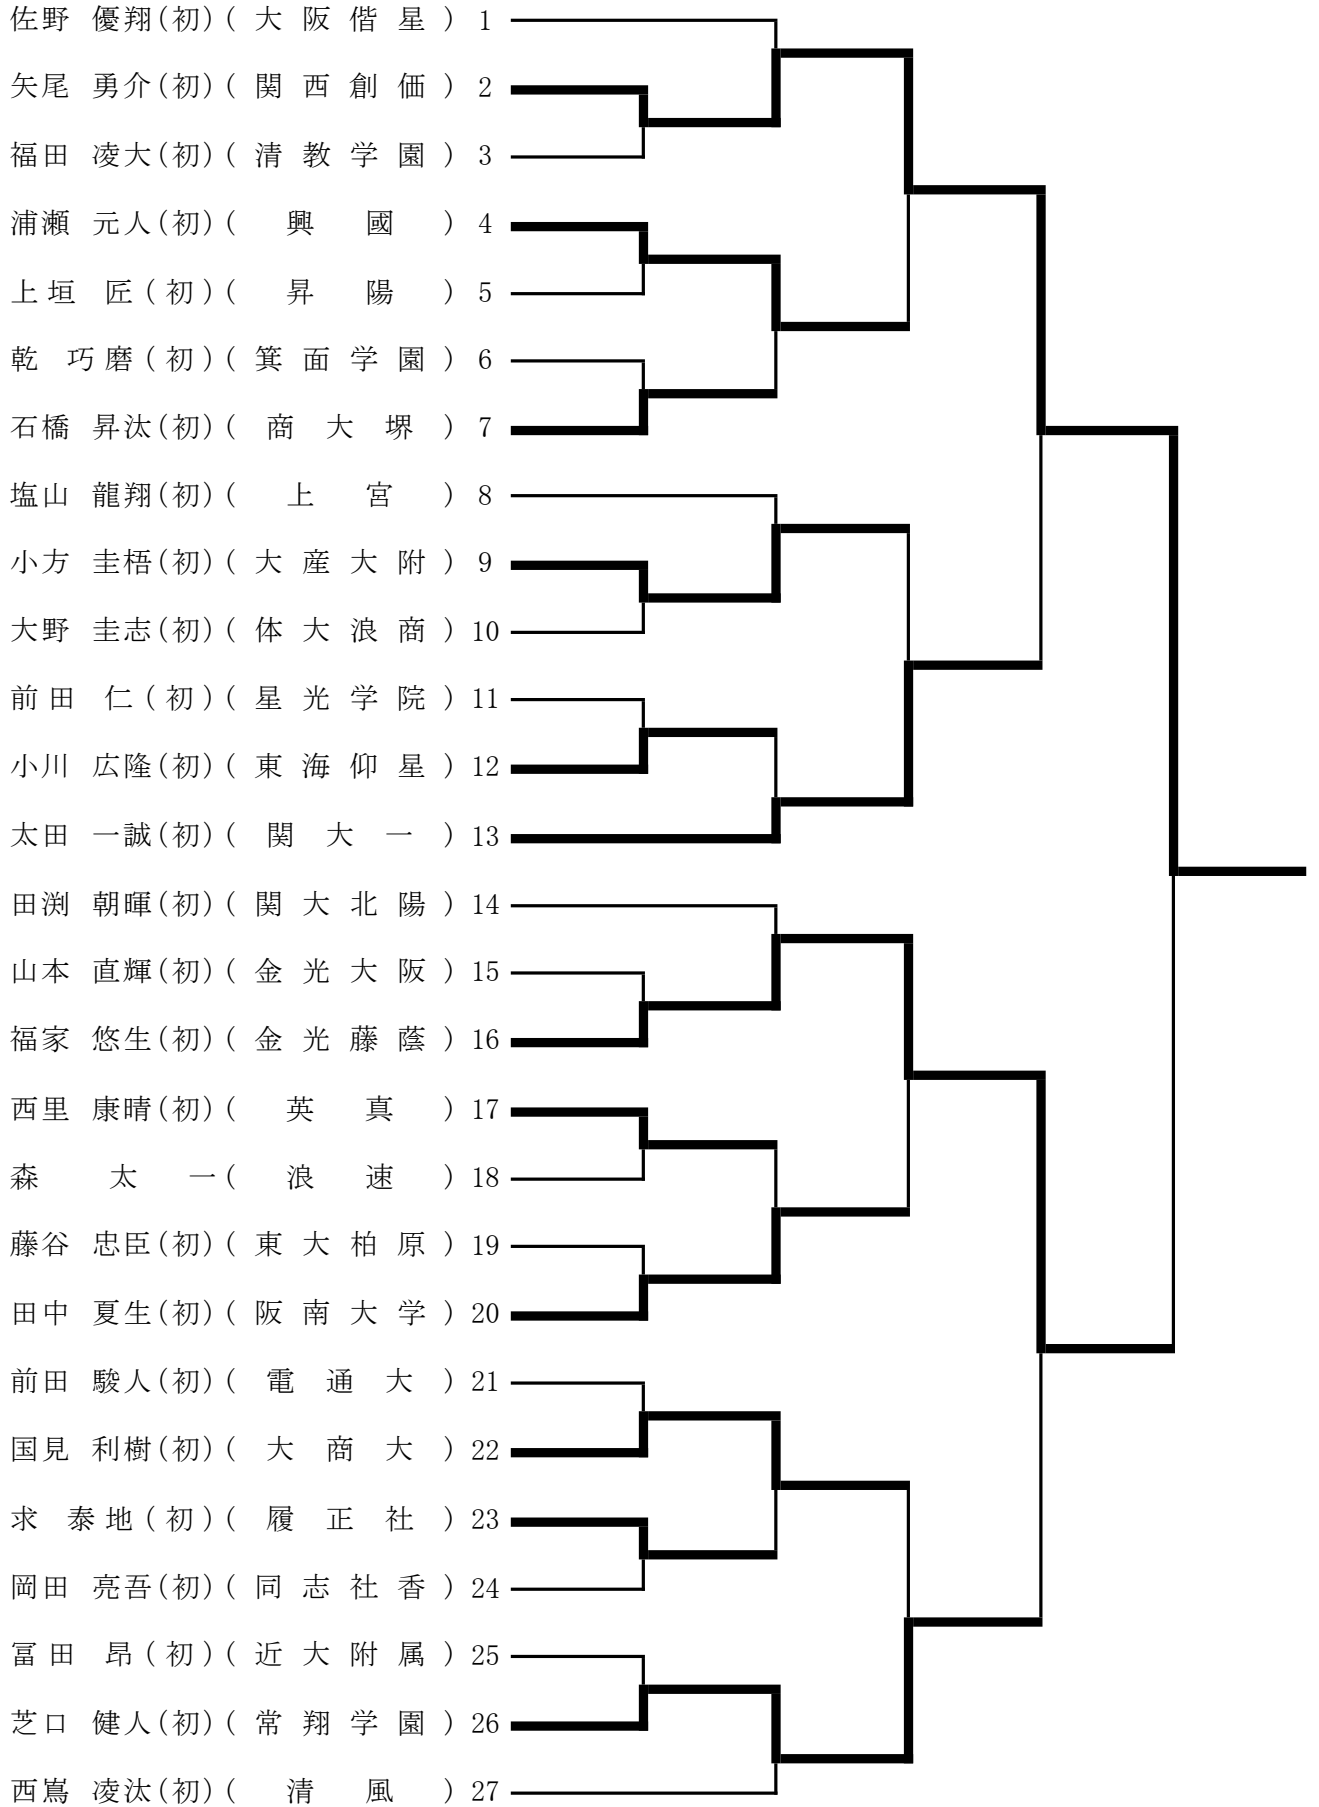 佐野 優翔(初)(大阪偕星) 1
矢尾 勇介(初)(関西創価) 2
福田 凌大(初)(清教学園) 3
浦瀬 元人(初)(興國) 4
上垣 匠(初)(昇陽) 5
乾 巧磨(初)(箕面学園) 6
石橋 昇汰(初)(商大堺) 7
塩山 龍翔(初)(上宮) 8
小方 圭梧(初)(大産大附) 9
大野 圭志(初)(体大浪商) 10
前田 仁(初)(星光学院) 11
小川 広隆(初)(東海仰星) 12
太田 一誠(初)(関大一) 13
田渕 朝暉(初)(関大北陽) 14
山本 直輝(初)(金光大阪) 15
福家 悠生(初)(金光藤蔭) 16
西里 康晴(初)(英真) 17
森 太一(浪速) 18
藤谷 忠臣(初)(東大柏原) 19
田中 夏生(初)(阪南大学) 20
前田 駿人(初)(電通大) 21
国見 利樹(初)(大商大) 22
求 泰地(初)(履正社) 23
岡田 亮吾(初)(同志社香) 24
冨田 昂(初)(近大附属) 25
芝口 健人(初)(常翔学園) 26
西嶌 凌汰(初)(清風) 27